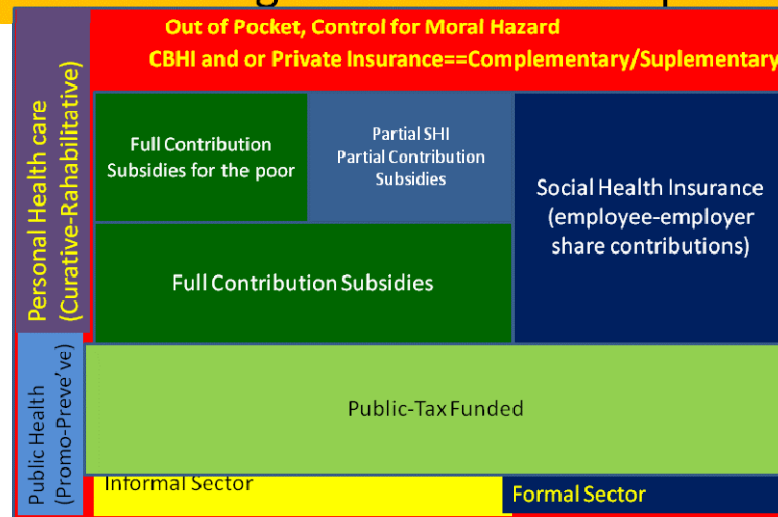 Out of Pocket, Control for Moral Hazard
CBHI and or Private Insurance==Complementary/Suplementary
Personal Health care
(Curative-Rahabilitative)
Full Contribution
Subsidies for the poor
Partial SHI
Partial Contribution
Subsidies
Social Health Insurance
(employee-employer
share contributions)
Full Contribution Subsidies
Public Health
(Promo-Preve've)
Public-Tax Funded
Informal Sector
Formal Sector